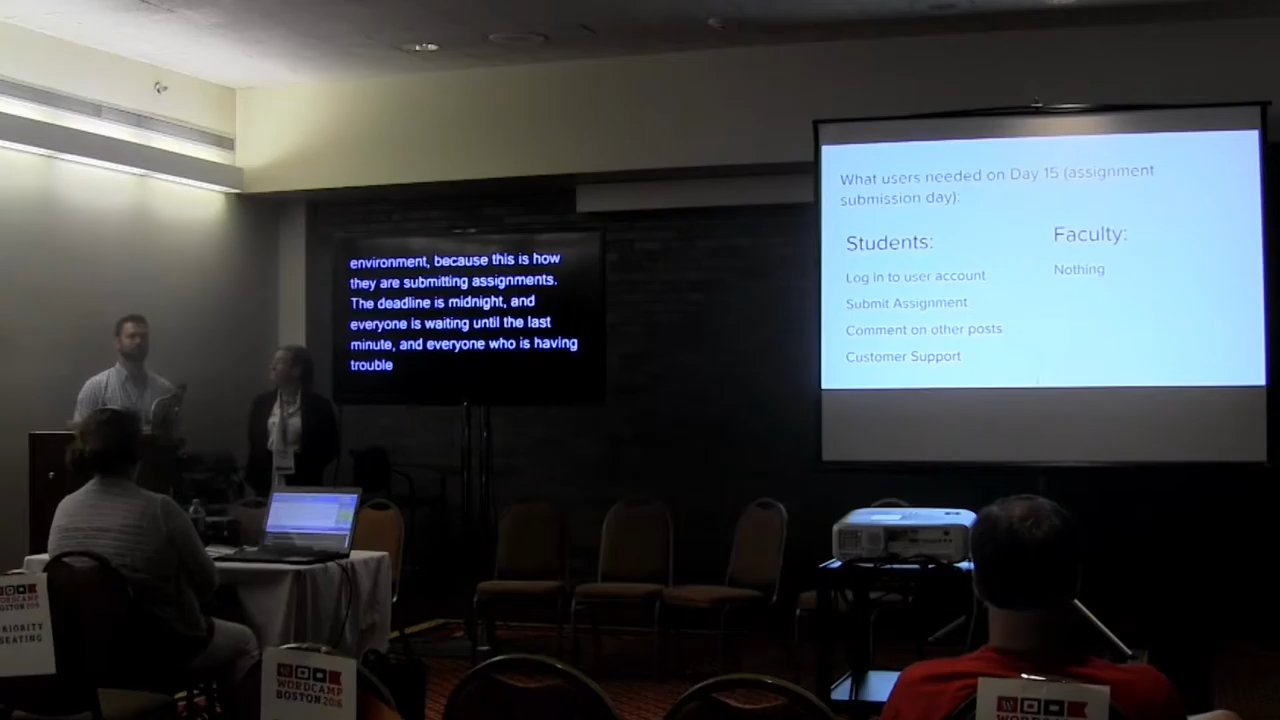 environment, because this is how
they are submitting assignments.
The deadline is midnight, and
everyone is waiting until the last
minute, and everyone who is having
trouble
What users needed on Day 15 (assignment
submission day):
Students:
Log in to user account
Submit Assignment
Comment on other posts
Customer Support
Faculty:
Nothing
WORDCAMP
BOSTON 2016
PRIORITY
SEATING
WORDCAMP
BOSTON 2016
WORDCAMP